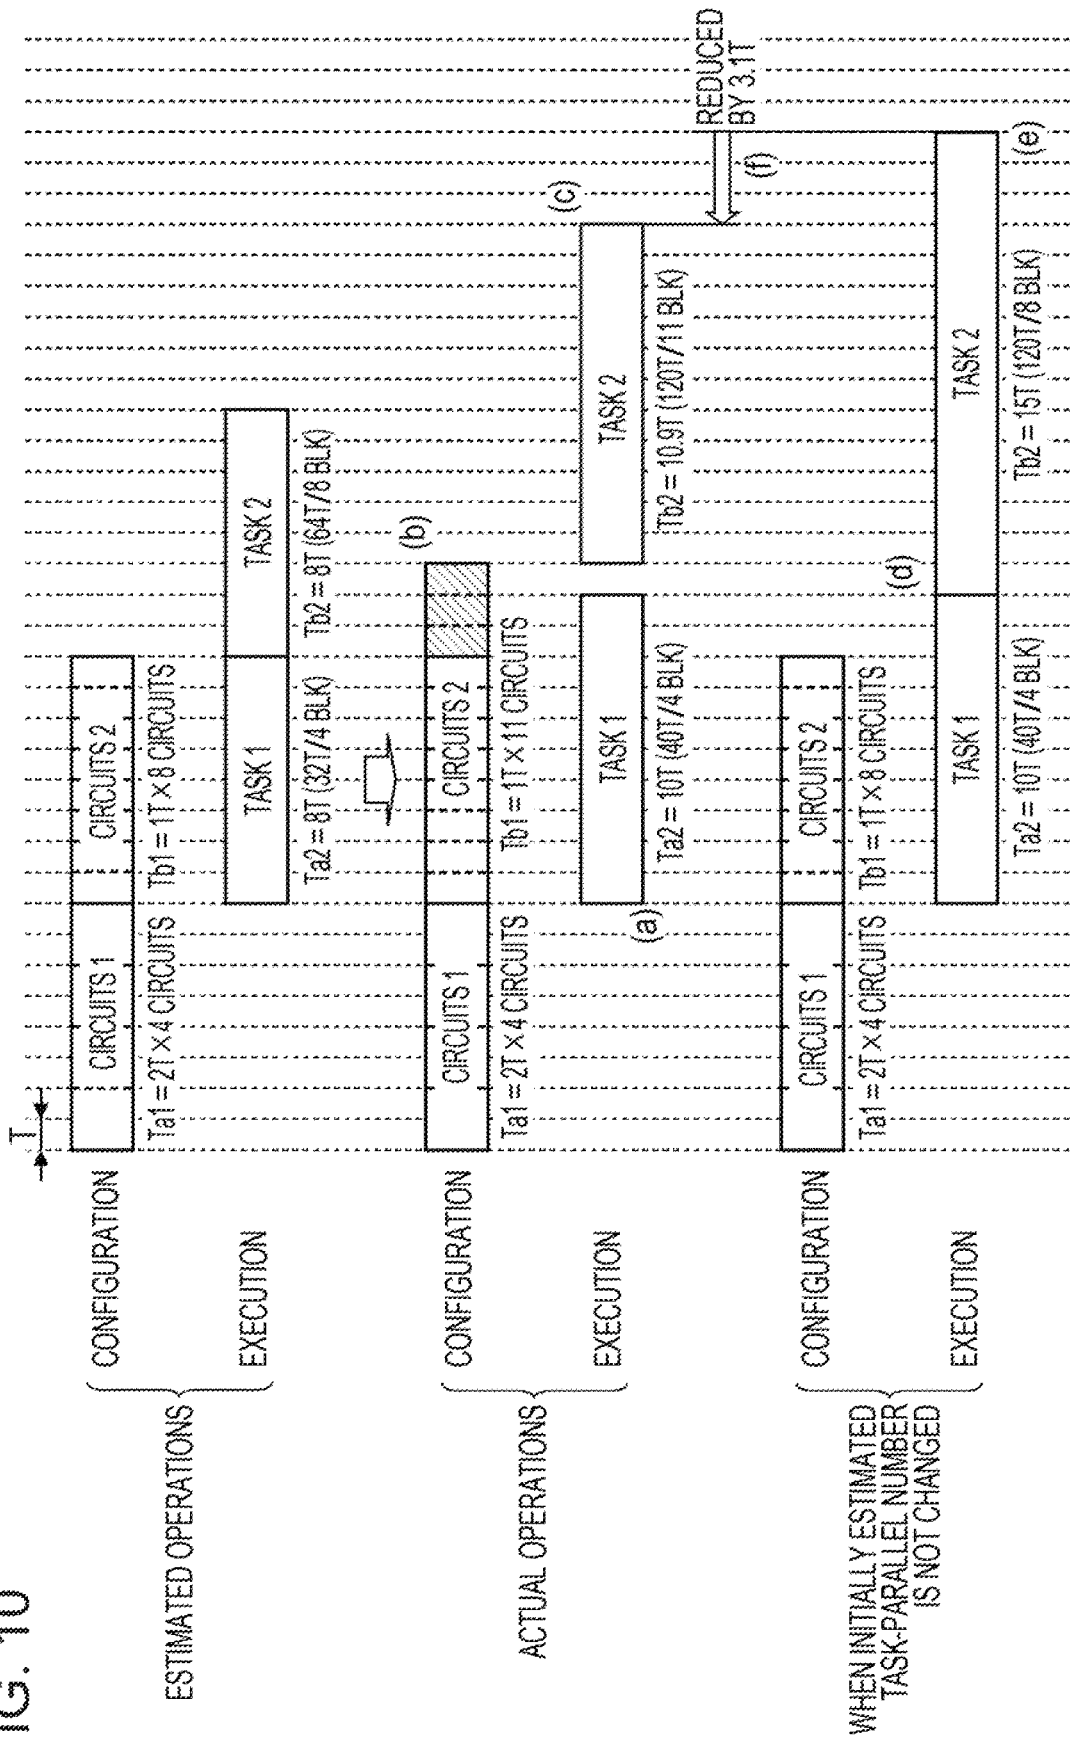 IG. 10
T
ESTIMATED OPERATIONS
CONFIGURATION
CIRCUITS 1
CIRCUITS 2
Ta1 = 2T × 4 CIRCUITS
Tb1 = 1T × 8 CIRCUITS
EXECUTION
TASK 1
TASK 2
Ta2 = 8T (32T/4 BLK)
Tb2 = 8T (64T/8 BLK)
ACTUAL OPERATIONS
CONFIGURATION
CIRCUITS 1
CIRCUITS 2
(b)
Ta1 = 2T × 4 CIRCUITS
Tb1 = 1T × 11 CIRCUITS
EXECUTION
TASK 1
TASK 2
(c)
(a)
Ta2 = 10T (40T/4 BLK)
Tb2 = 10.9T (120T/11 BLK)
REDUCED
BY 3.1T
(f)
WHEN INITIALLY ESTIMATED
TASK-PARALLEL NUMBER
IS NOT CHANGED
CONFIGURATION
CIRCUITS 1
CIRCUITS 2
Ta1 = 2T × 4 CIRCUITS
Tb1 = 1T × 8 CIRCUITS
(d)
EXECUTION
TASK 1
TASK 2
Ta2 = 10T (40T/4 BLK)
Tb2 = 15T (120T/8 BLK)
(e)